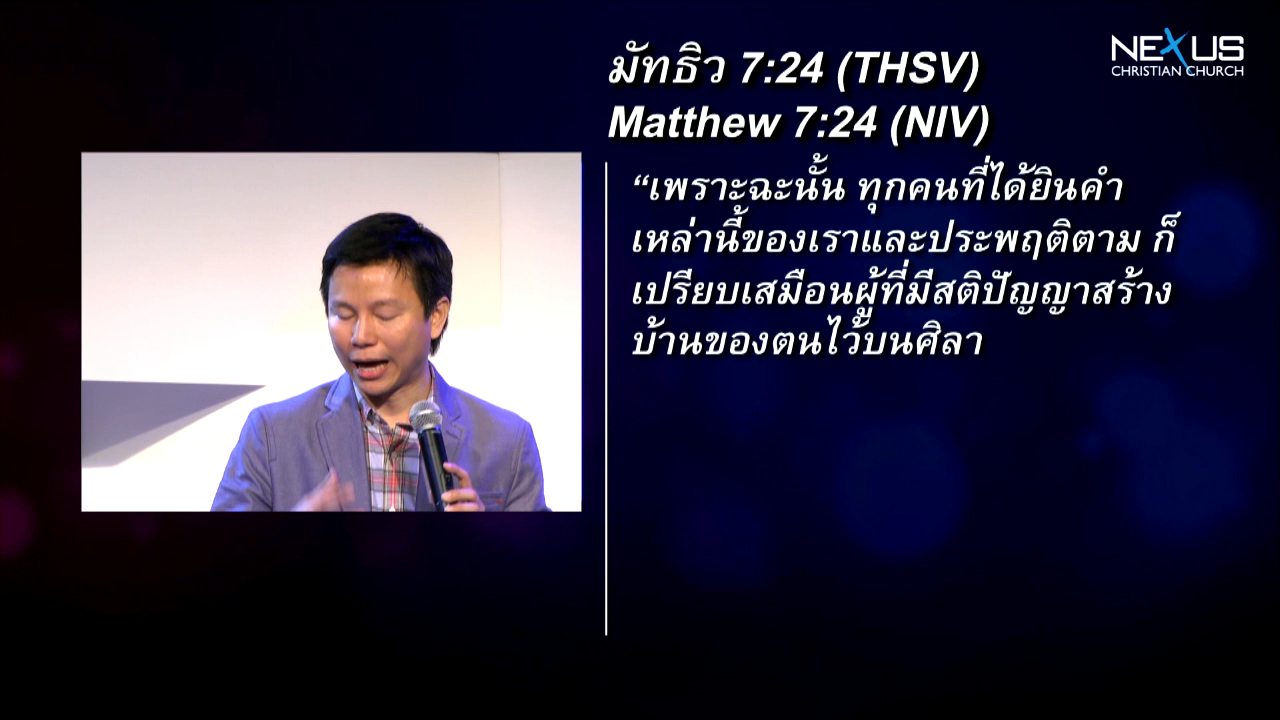 NEXUS
CHRISTIAN CHURCH
มัทธิว 7:24 (THSV)
Matthew 7:24 (NIV)
“เพราะฉะนั้น ทุกคนที่ได้ยินคำ
เหล่านี้ของเราและประพฤติตาม ก็
เปรียบเสมือนผู้ที่มีสติปัญญาสร้าง
บ้านของตนไว้บนศิลา